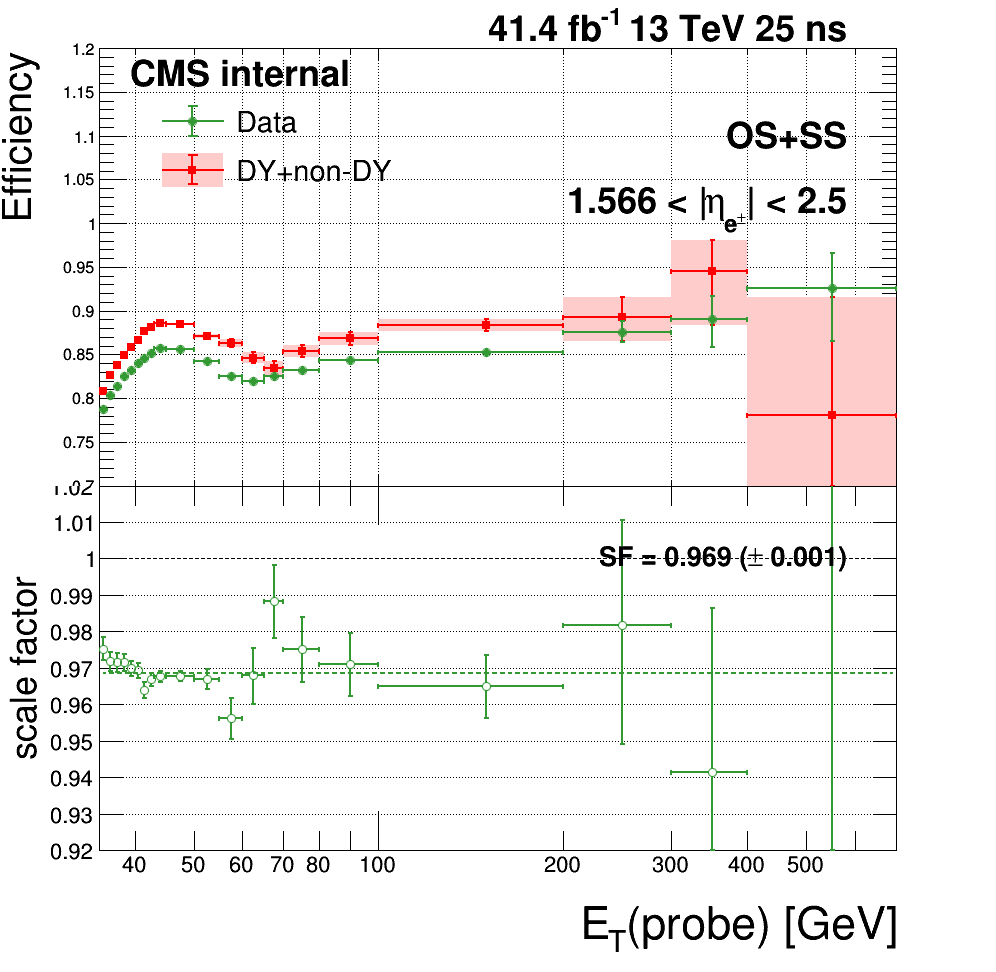 41.4 fb⁻¹ 13 TeV 25 ns
Efficiency
1.2
1.15
1.1
1.05
1
0.95
0.9
0.85
0.8
0.75
CMS internal
Data
DY+non-DY
OS+SS
1.566 < |η_e±| < 2.5
scale factor
1.02
1.01
1
0.99
0.98
0.97
0.96
0.95
0.94
0.93
0.92
SF = 0.969 (± 0.001)
40 50 60 70 80 100 200 300 400 500
E_T(probe) [GeV]